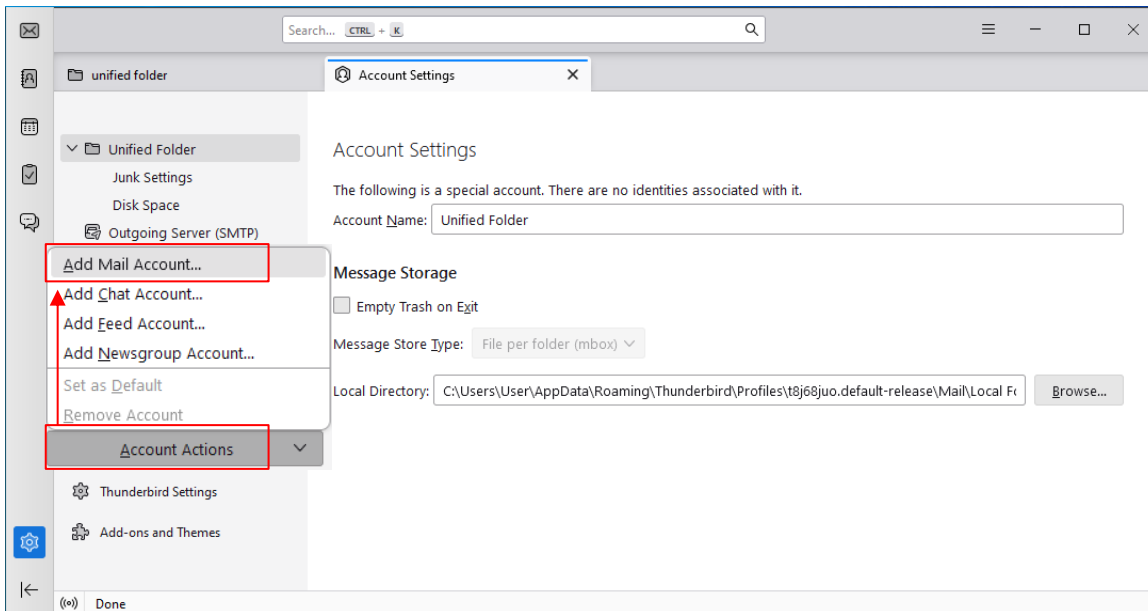 Search... CTRL + K
unified folder
Account Settings
Unified Folder
Junk Settings
Disk Space
Outgoing Server (SMTP)
Add Mail Account...
Add Chat Account...
Add Feed Account...
Add Newsgroup Account...
Set as Default
Remove Account
Account Actions
Thunderbird Settings
Add-ons and Themes
Account Settings
The following is a special account. There are no identities associated with it.
Account Name: Unified Folder
Message Storage
Empty Trash on Exit
Message Store Type: File per folder (mbox)
Local Directory: C:\Users\User\AppData\Roaming\Thunderbird\Profiles\t8j68juo.default-release\Mail\Local Fo Browse...
Done